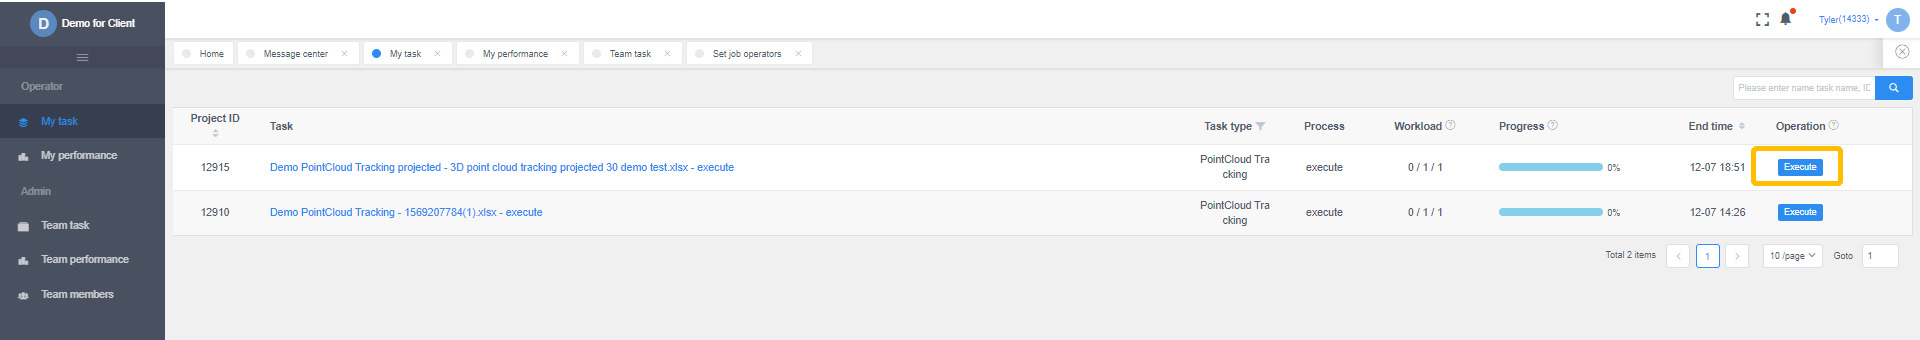 D Demo for Client
Tyler(14333)
T
Home
Message center
My task
My performance
Team task
Set job operators
Operator
My task
My performance
Admin
Team task
Team performance
Team members
Please enter name task name, ID
Project ID
Task
Task type
Process
Workload
Progress
End time
Operation
12915
Demo PointCloud Tracking projected - 3D point cloud tracking projected 30 demo test.xlsx - execute
PointCloud Tra
cking
execute
0 / 1 / 1
0%
12-07 18:51
Execute
12910
Demo PointCloud Tracking - 1569207784(1).xlsx - execute
PointCloud Tra
cking
execute
0 / 1 / 1
0%
12-07 14:26
Execute
Total 2 items
1
10 /page
Goto
1